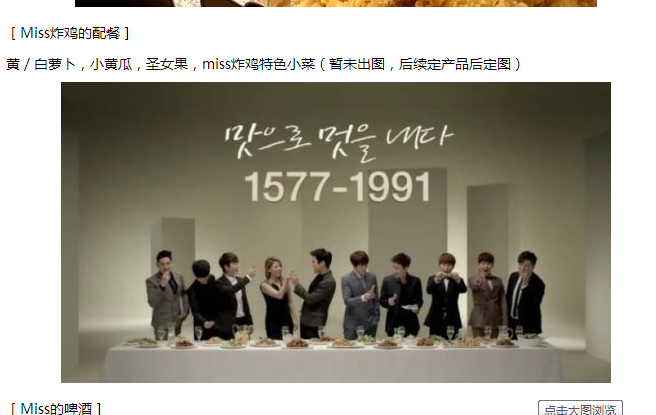 [ Miss炸鸡的配餐 ]
黄 / 白萝卜，小黄瓜，圣女果，miss炸鸡特色小菜（暂未出图，后续定产品后定图）
맛으로 멋을 내다
1577-1991
[ Miss的啤酒 ]
点击大图浏览